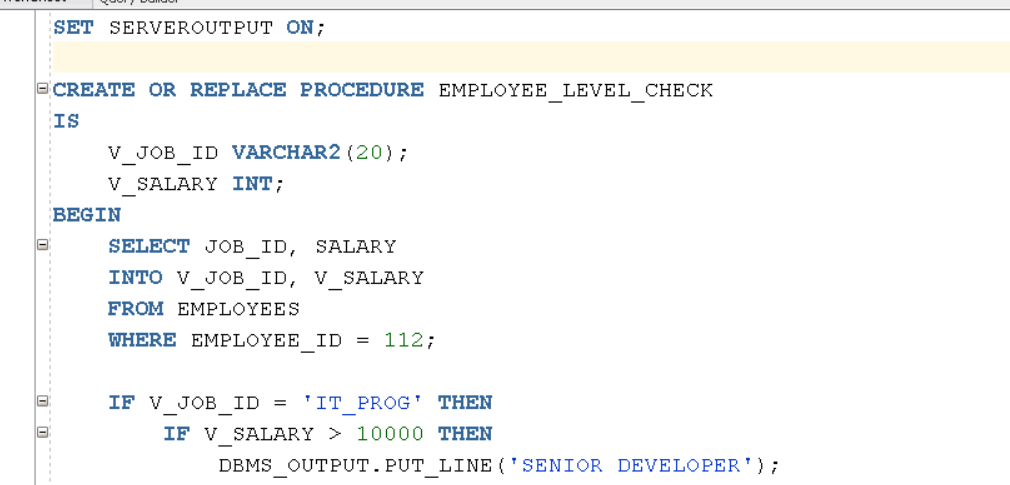 Query Builder
SET SERVEROUTPUT ON;
CREATE OR REPLACE PROCEDURE EMPLOYEE_LEVEL_CHECK
IS
V_JOB_ID VARCHAR2(20);
V_SALARY INT;
BEGIN
SELECT JOB_ID, SALARY
INTO V_JOB_ID, V_SALARY
FROM EMPLOYEES
WHERE EMPLOYEE_ID = 112;
IF V_JOB_ID = 'IT_PROG' THEN
IF V_SALARY > 10000 THEN
DBMS_OUTPUT.PUT_LINE('SENIOR DEVELOPER');